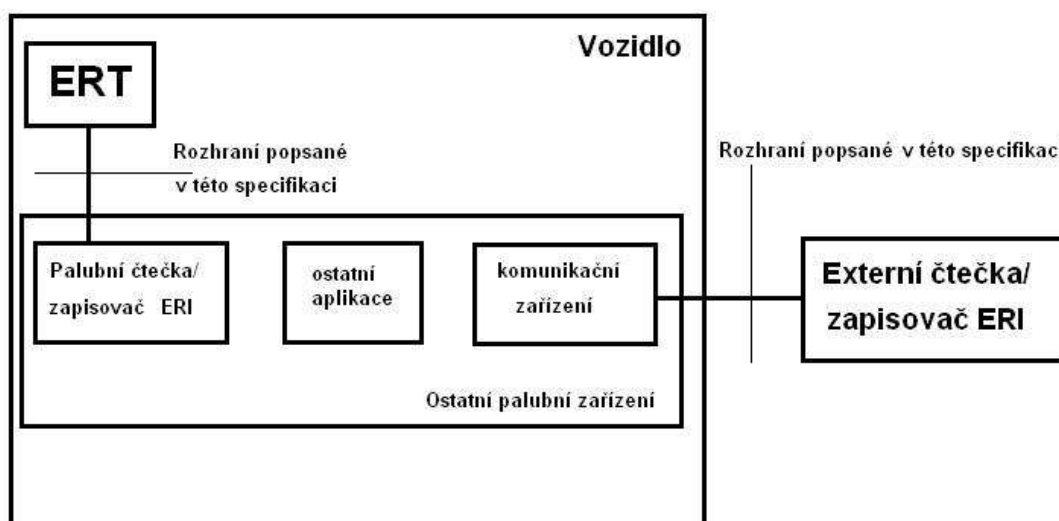 Vozidlo
ERT
Rozhraní popsané
v této specifikaci
Rozhraní popsané v této specifikac
Palubní čtečka/
zapisovač ERI
ostatní
aplikace
komunikační
zařízení
Externí čtečka/
zapisovač ERI
Ostatní palubní zařízení